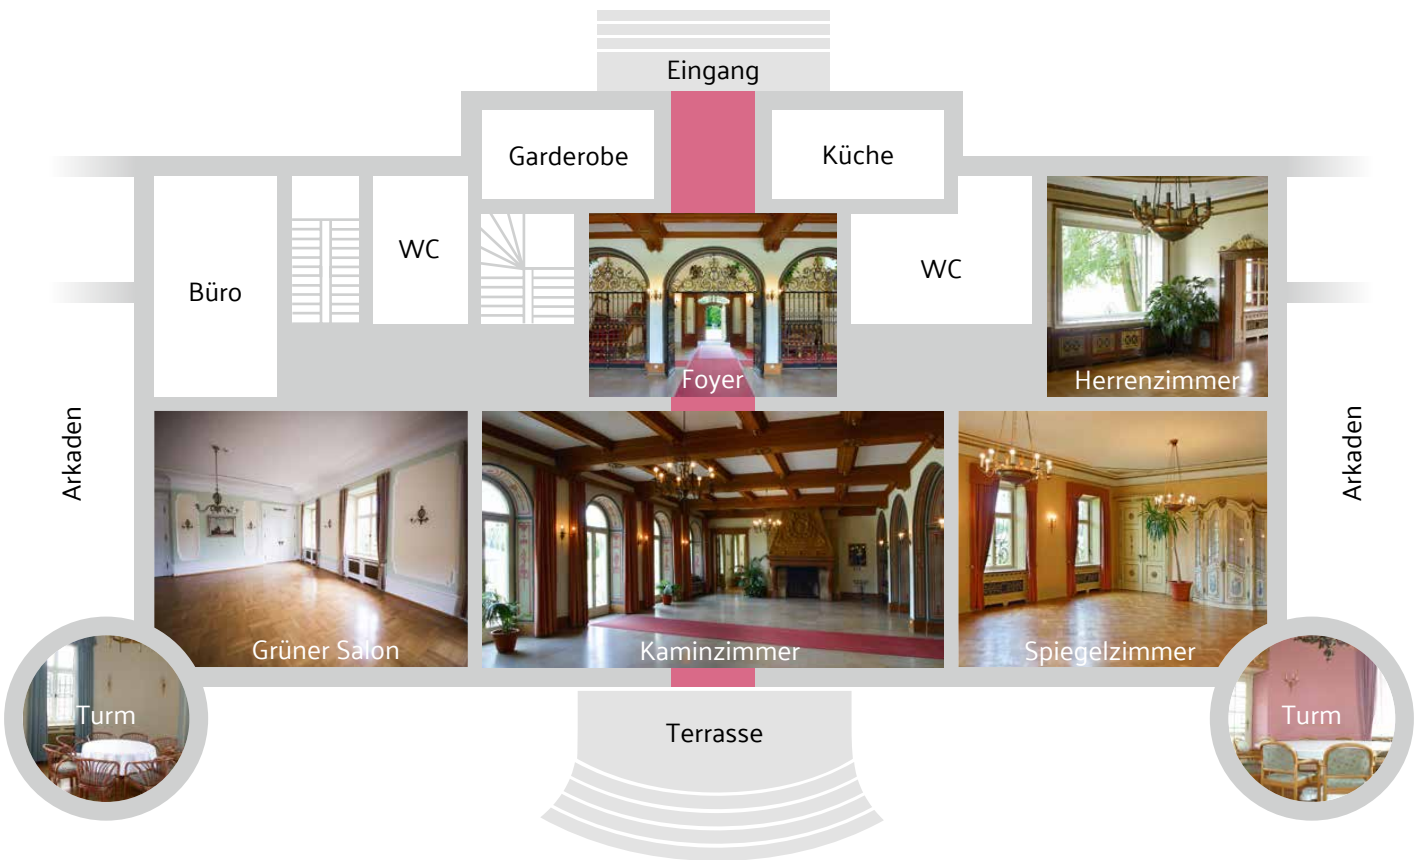 Eingang
Garderobe
Küche
WC
WC
Büro
Foyer
Herrenzimmer
Arkaden
Arkaden
Grüner Salon
Kaminzimmer
Spiegelzimmer
Turm
Turm
Terrasse